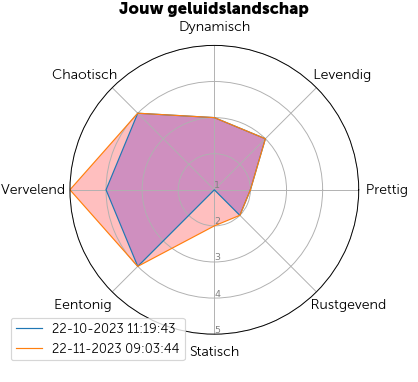 Jouw geluidslandschap
Dynamisch
Chaotisch
Levendig
Vervelend
Prettig
1
2
3
4
5
Eentonig
Rustgevend
Statisch
22-10-2023 11:19:43
22-11-2023 09:03:44